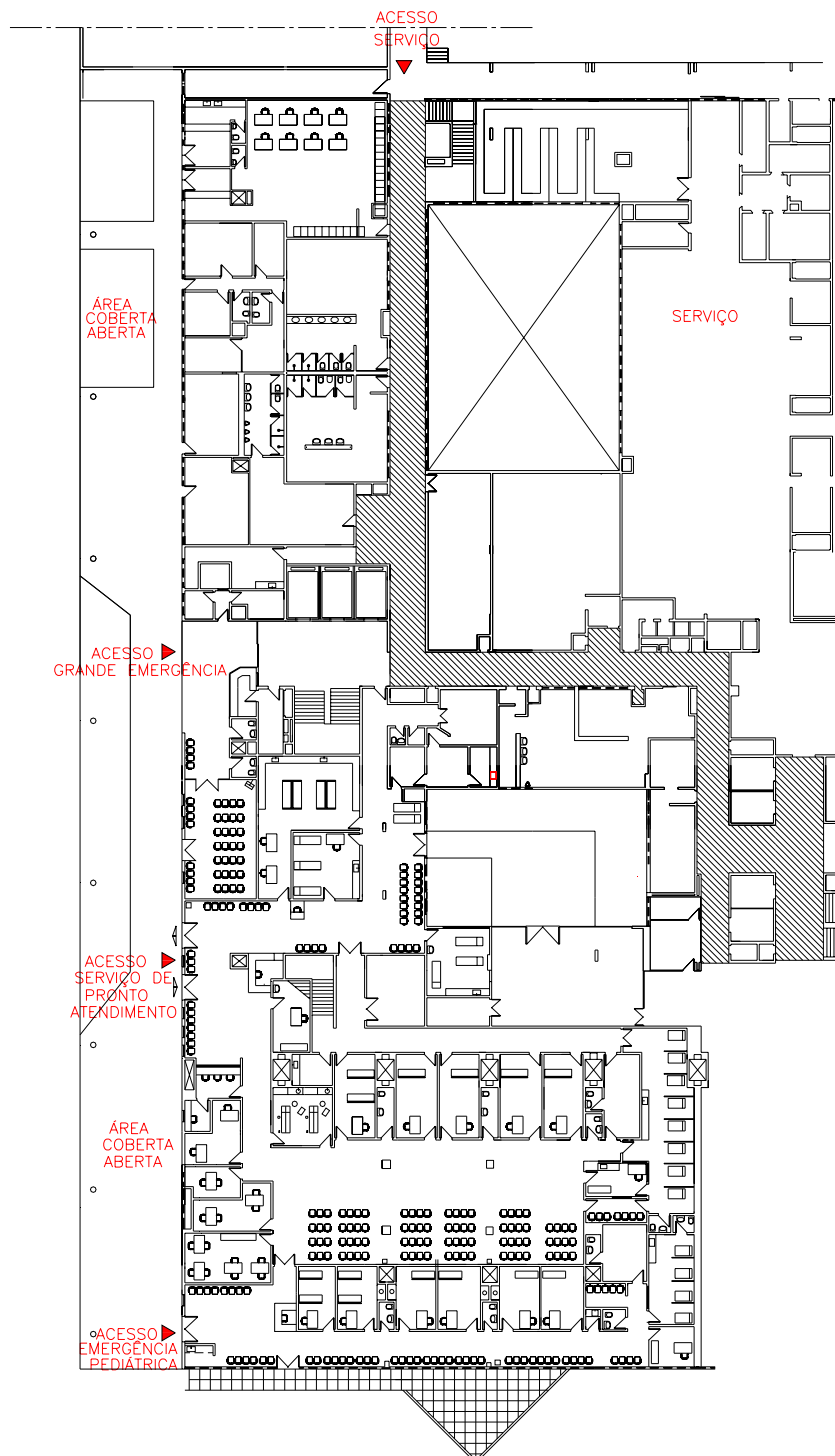 ACESSO
SERVIÇO
ÁREA
COBERTA
ABERTA
SERVIÇO
ACESSO
GRANDE EMERGÊNCIA
ACESSO
SERVIÇO DE
PRONTO
ATENDIMENTO
ÁREA
COBERTA
ABERTA
ACESSO
EMERGÊNCIA
PEDIÁTRICA